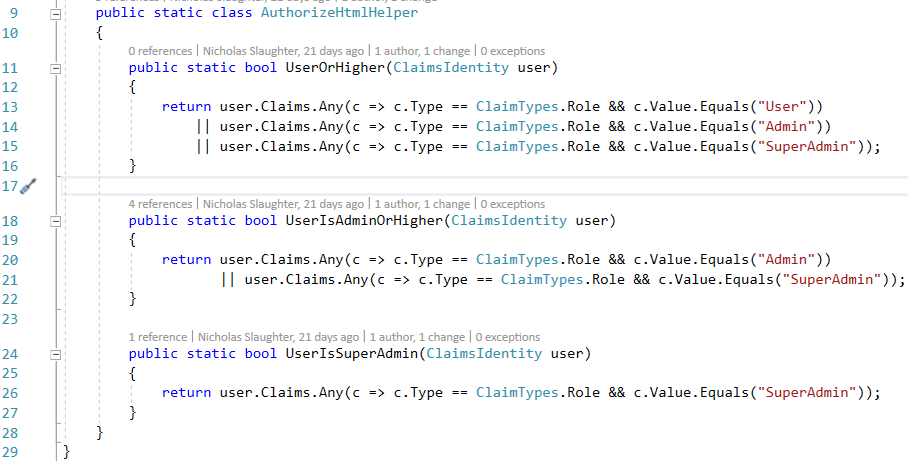 9 public static class AuthorizeHtmlHelper
10 {
0 references | Nicholas Slaughter, 21 days ago | 1 author, 1 change | 0 exceptions
11 public static bool UserOrHigher(ClaimsIdentity user)
12 {
13 return user.Claims.Any(c => c.Type == ClaimTypes.Role && c.Value.Equals("User"))
14 || user.Claims.Any(c => c.Type == ClaimTypes.Role && c.Value.Equals("Admin"))
15 || user.Claims.Any(c => c.Type == ClaimTypes.Role && c.Value.Equals("SuperAdmin"));
16 }
17
4 references | Nicholas Slaughter, 21 days ago | 1 author, 1 change | 0 exceptions
18 public static bool UserIsAdminOrHigher(ClaimsIdentity user)
19 {
20 return user.Claims.Any(c => c.Type == ClaimTypes.Role && c.Value.Equals("Admin"))
21 || user.Claims.Any(c => c.Type == ClaimTypes.Role && c.Value.Equals("SuperAdmin"));
22 }
23
1 reference | Nicholas Slaughter, 21 days ago | 1 author, 1 change | 0 exceptions
24 public static bool UserIsSuperAdmin(ClaimsIdentity user)
25 {
26 return user.Claims.Any(c => c.Type == ClaimTypes.Role && c.Value.Equals("SuperAdmin"));
27 }
28 }
29 }